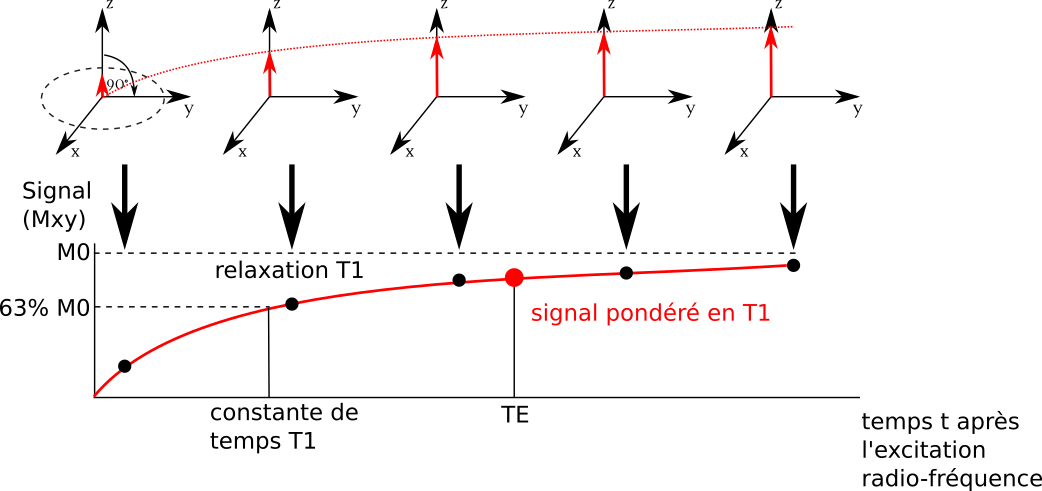 z
z
z
z
z
90°
y
y
y
y
y
x
x
x
x
x
Signal
(Mxy)
M0
relaxation T1
63% M0
signal pondéré en T1
constante de
temps T1
TE
temps t après
l'excitation
radio-fréquence